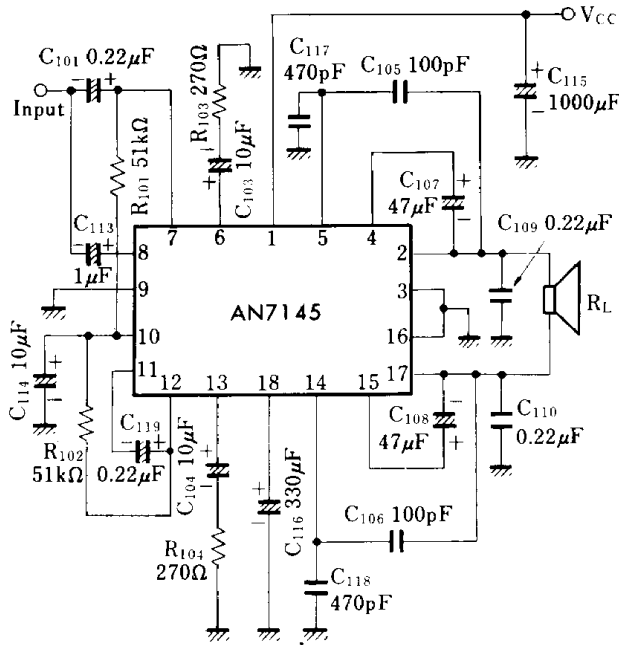 VCC
C101 0.22μF
Input
R103 270Ω
C103 10μF
C117
470pF
C105 100pF
C115
1000μF
+
-
R101 51kΩ
C107
47μF
C109 0.22μF
C113
1μF
7
6
1
5
4
8
2
9
3
AN7145
RL
10
16
11
17
12
13
18
14
15
C114 10μF
R102
51kΩ
C119
0.22μF
C104 10μF
C116 330μF
C108
47μF
C110
0.22μF
C106 100pF
R104
270Ω
C118
470pF